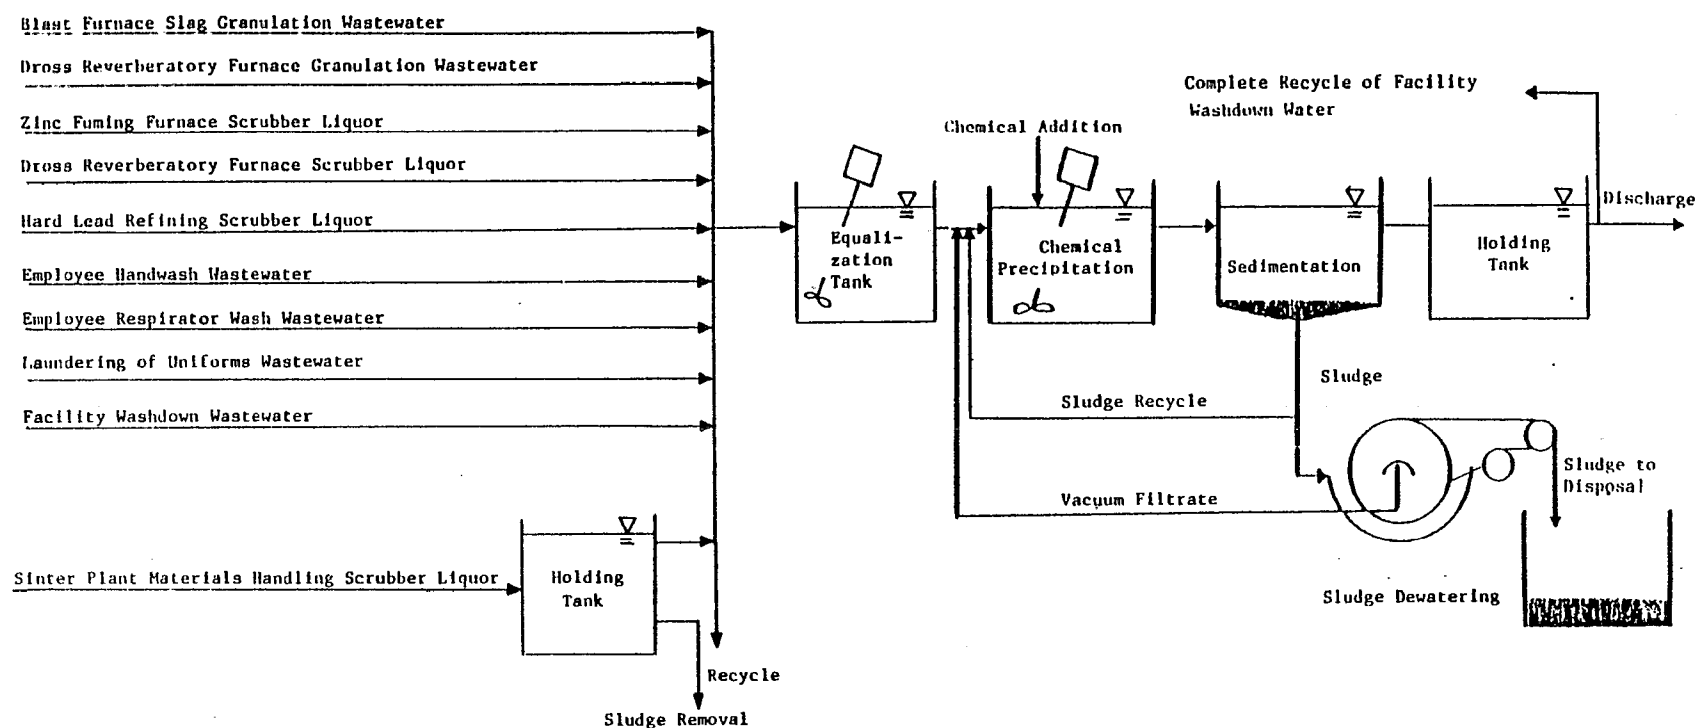 Blast Furnace Slag Granulation Wastewater
Dross Reverberatory Furnace Granulation Wastewater
Zinc Fuming Furnace Scrubber Liquor
Dross Reverberatory Furnace Scrubber Liquor
Hard Lead Refining Scrubber Liquor
Employee Handwash Wastewater
Employee Respirator Wash Wastewater
Laundering of Uniforms Wastewater
Facility Washdown Wastewater
Sinter Plant Materials Handling Scrubber Liquor
Holding
Tank
Recycle
Sludge Removal
Equali-
zation
Tank
Chemical Addition
Chemical
Precipitation
Sedimentation
Complete Recycle of Facility
Washdown Water
Holding
Tank
Discharge
Sludge
Sludge Recycle
Vacuum Filtrate
Sludge to
Disposal
Sludge Dewatering